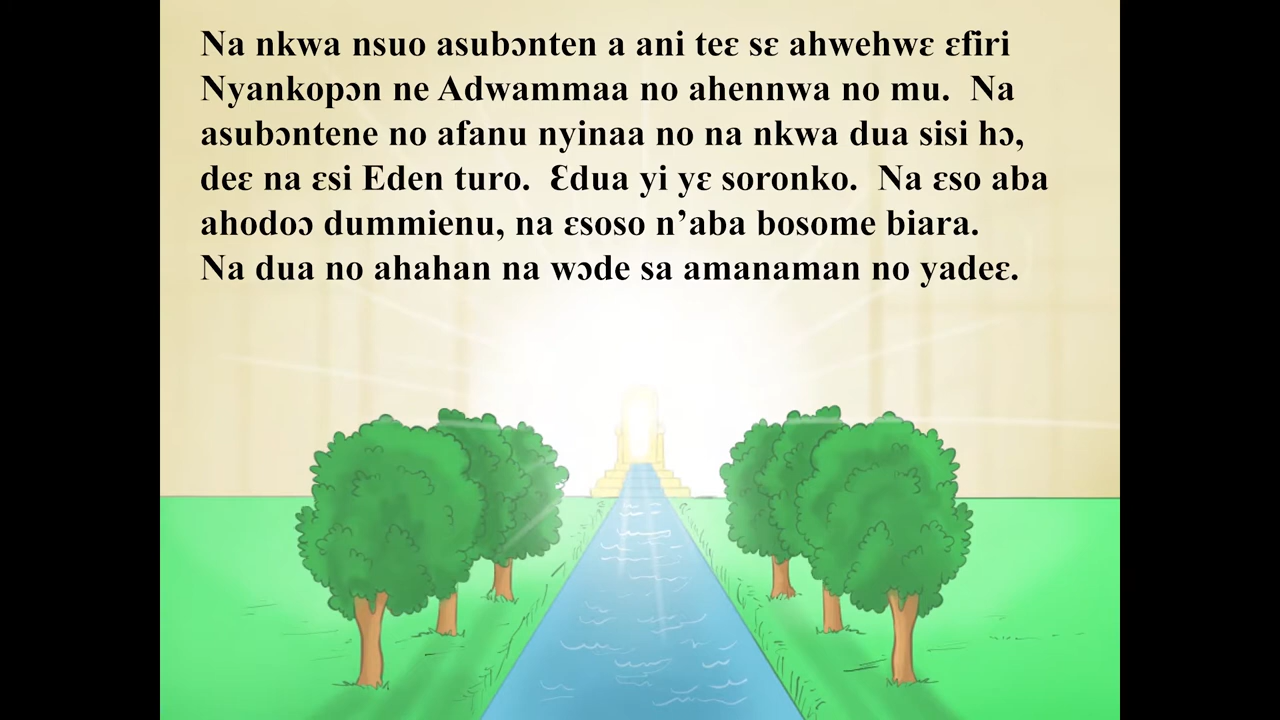 Na nkwa nsuo asubɔnten a ani teɛ sɛ ahwehwɛ ɛfiri
Nyankopɔn ne Adwammaa no ahennwa no mu.  Na
asubɔntene no afanu nyinaa no na nkwa dua sisi hɔ,
deɛ na ɛsi Eden turo.  Ɛdua yi yɛ soronko.  Na ɛso aba
ahodoɔ dummienu, na ɛsoso n’aba bosome biara.
Na dua no ahahan na wɔde sa amanaman no yadeɛ.